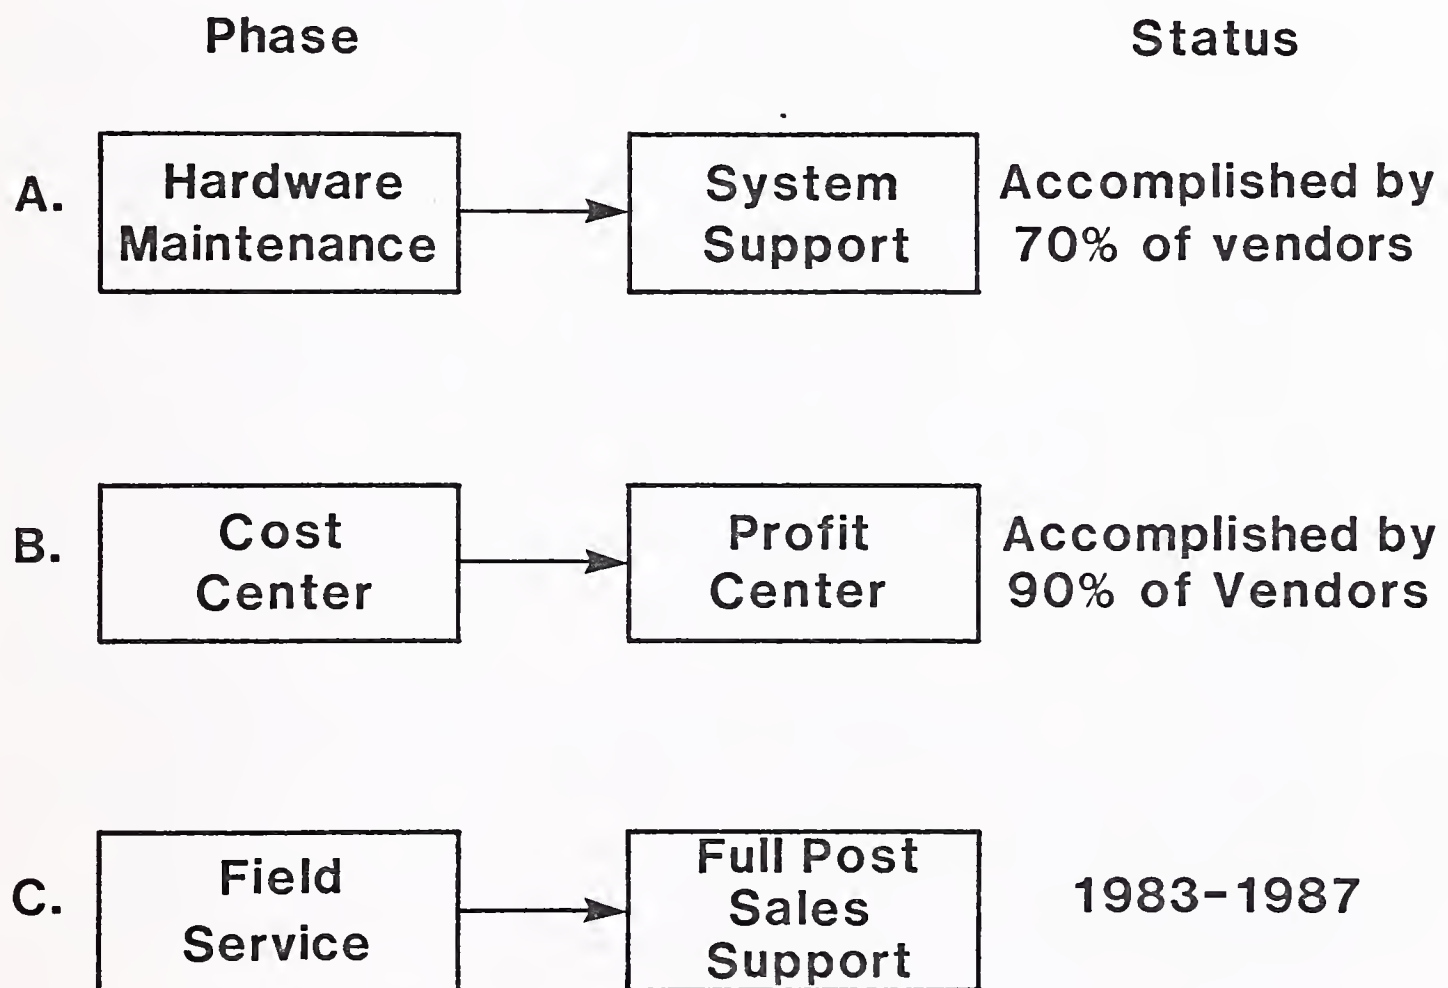 Phase
Status
A.
Hardware
Maintenance
System
Support
Accomplished by
70% of vendors
B.
Cost
Center
Profit
Center
Accomplished by
90% of Vendors
C.
Field
Service
Full Post
Sales
Support
1983-1987